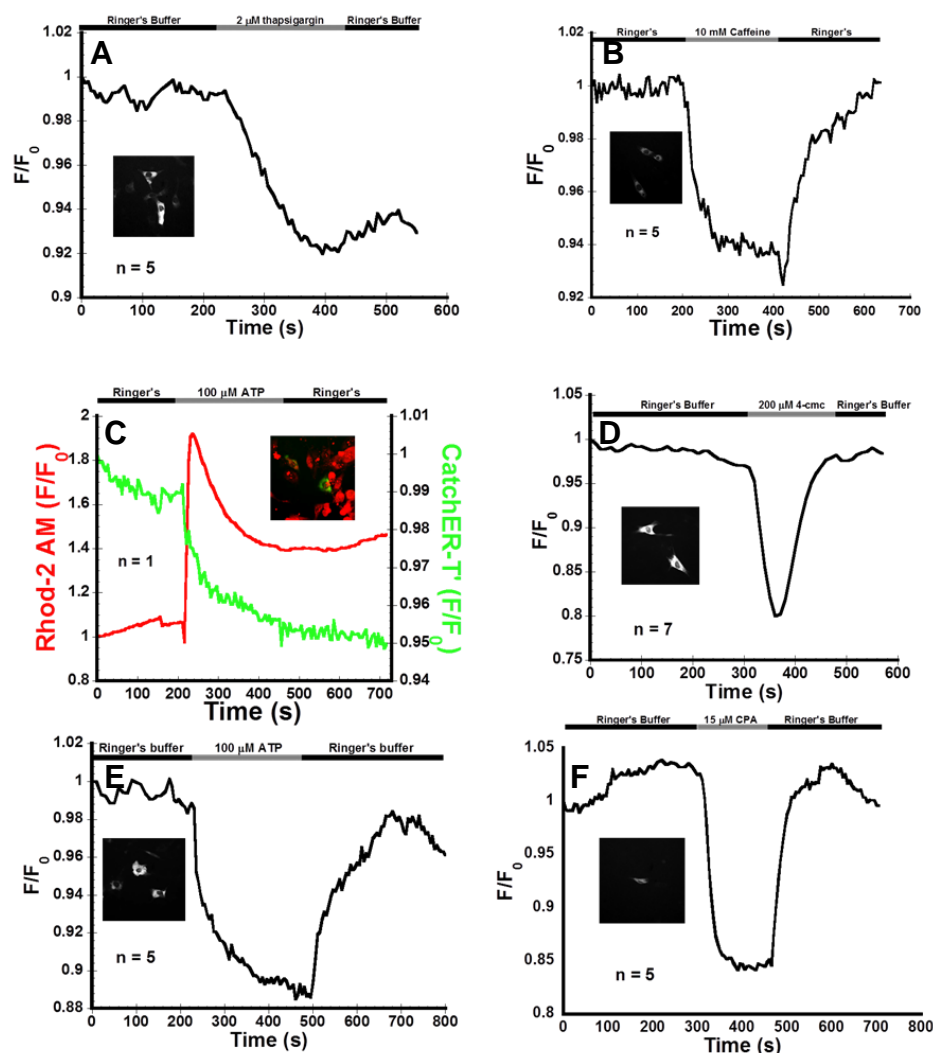 Ringer's Buffer 2 μM thapsigargin Ringer's Buffer
A
1.02
1
0.98
0.96
0.94
0.92
0.9
F/F0
n = 5
0 100 200 300 400 500 600
Time (s)
Ringer's 10 mM Caffeine Ringer's
B
1.02
1
0.98
0.96
0.94
0.92
F/F0
n = 5
0 100 200 300 400 500 600 700
Time (s)
Ringer's 100 μM ATP Ringer's
C
2
1.8
1.6
1.4
1.2
1
0.8
Rhod-2 AM (F/F0)
n = 1
1.01
1
0.99
0.98
0.97
0.96
0.95
0.94
CatchER-T' (F/F0)
0 100 200 300 400 500 600 700
Time (s)
Ringer's Buffer 200 μM 4-cmc Ringer's Buffer
D
1.05
1
0.95
0.9
0.85
0.8
0.75
F/F0
n = 7
0 100 200 300 400 500 600
Time (s)
Ringer's buffer 100 μM ATP Ringer's buffer
E
1.02
1
0.98
0.96
0.94
0.92
0.9
0.88
F/F0
n = 5
0 100 200 300 400 500 600 700 800
Time (s)
Ringer's Buffer 15 μM CPA Ringer's Buffer
F
1.05
1
0.95
0.9
0.85
0.8
F/F0
n = 5
0 100 200 300 400 500 600 700 800
Time (s)